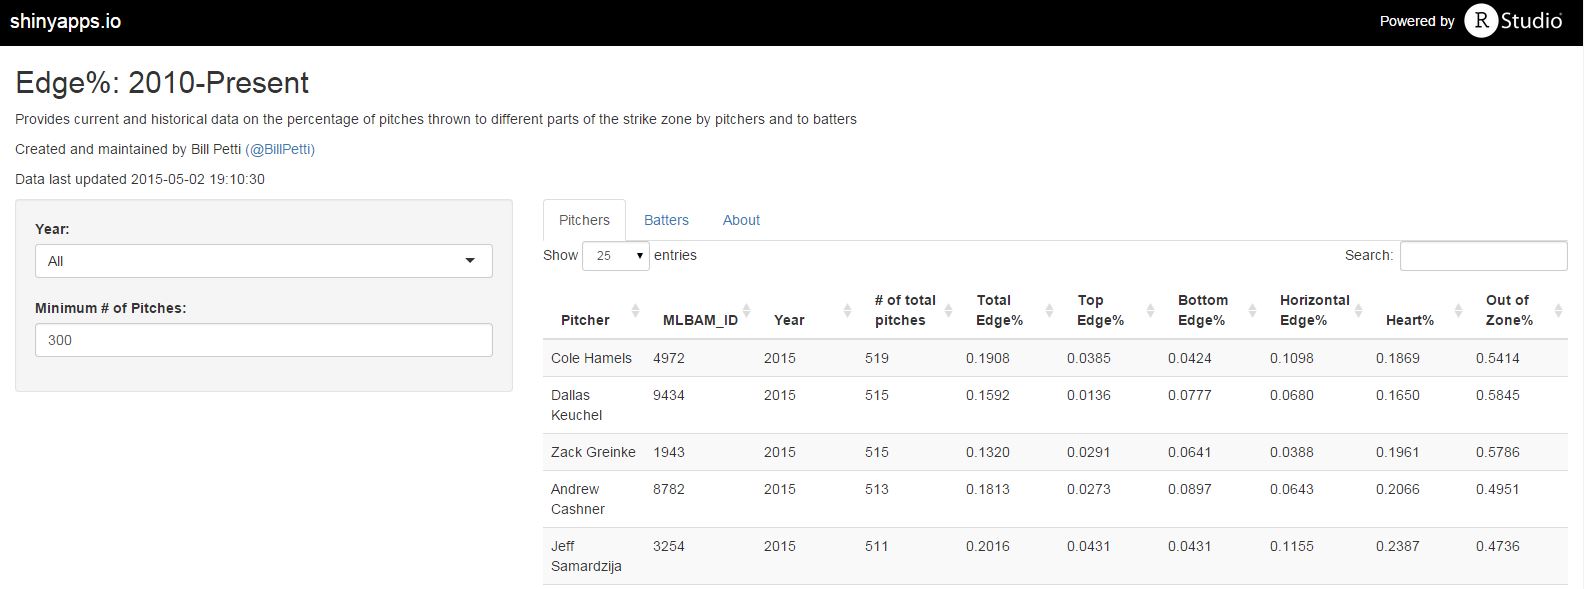 shinyapps.io
Powered by R Studio
Edge%: 2010-Present
Provides current and historical data on the percentage of pitches thrown to different parts of the strike zone by pitchers and to batters
Created and maintained by Bill Petti (@BillPetti)
Data last updated 2015-05-02 19:10:30
Year:
All
Minimum # of Pitches:
300
Pitchers Batters About
Show 25 entries
Search:
Pitcher MLBAM_ID Year # of total pitches Total Edge% Top Edge% Bottom Edge% Horizontal Edge% Heart% Out of Zone%
Cole Hamels 4972 2015 519 0.1908 0.0385 0.0424 0.1098 0.1869 0.5414
Dallas Keuchel 9434 2015 515 0.1592 0.0136 0.0777 0.0680 0.1650 0.5845
Zack Greinke 1943 2015 515 0.1320 0.0291 0.0641 0.0388 0.1961 0.5786
Andrew Cashner 8782 2015 513 0.1813 0.0273 0.0897 0.0643 0.2066 0.4951
Jeff Samardzija 3254 2015 511 0.2016 0.0431 0.0431 0.1155 0.2387 0.4736